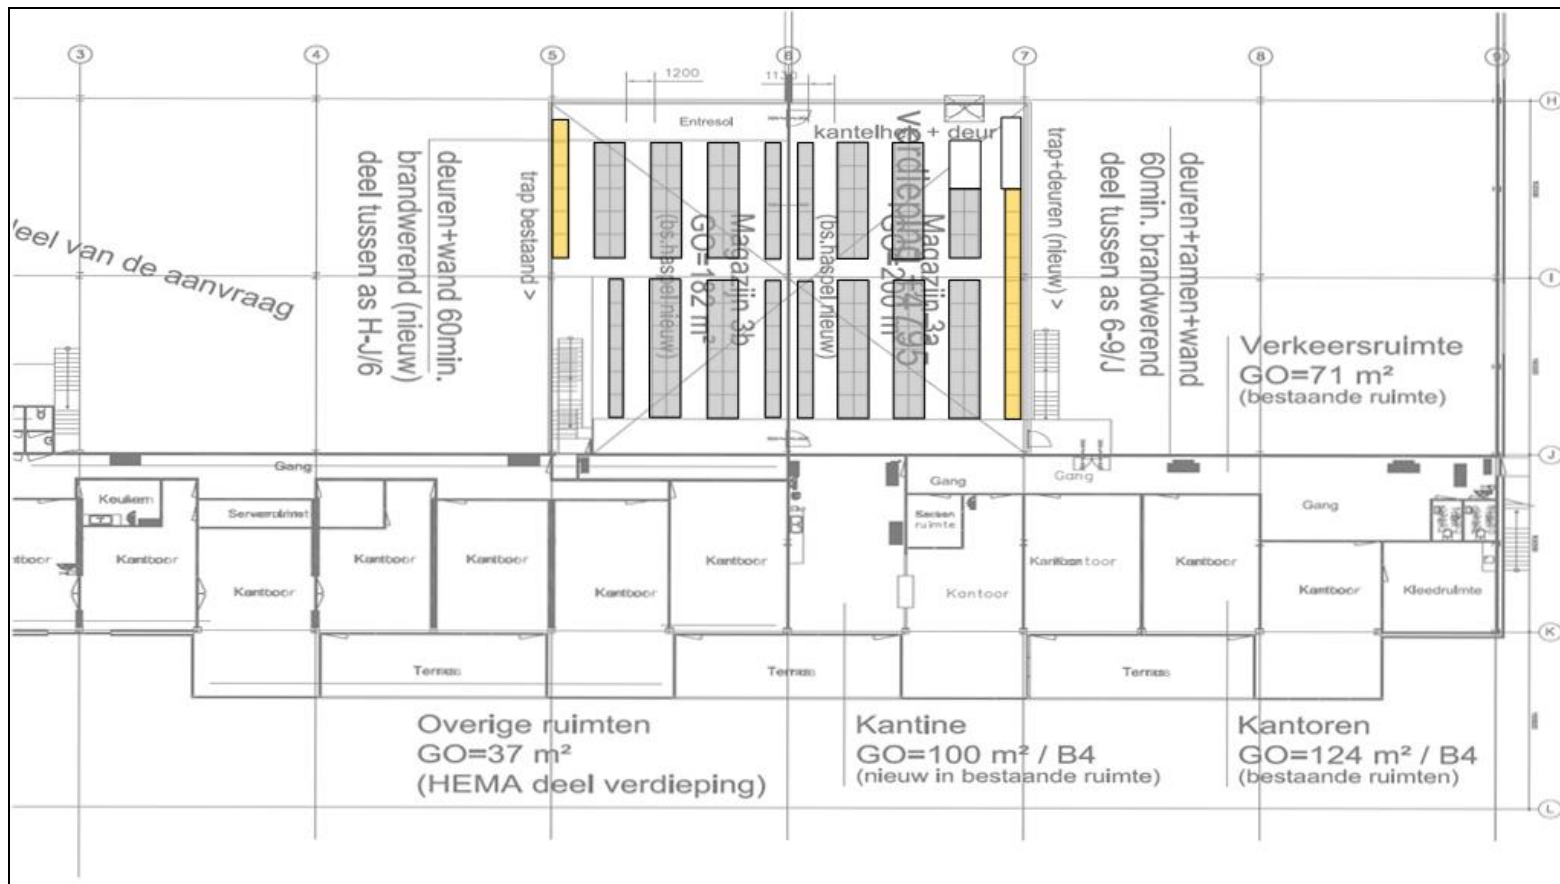 3
4
5
6
7
8
9
H
I
J
K
L
1200
Entresol
kantelhek + deur
deuren+wand 60min.
brandwerend (nieuw)
deel tussen as H-J/6
trap bestaand >
Magazijn 3b
GO=182 m²
(bs.haspel nieuw)
Magazijn 3a
(bs.haspel nieuw)
trap+deuren (nieuw) >
deuren+ramen+wand
60min. brandwerend
deel tussen as 6-9/J
deel van de aanvraag
Verkeersruimte
GO=71 m²
(bestaande ruimte)
Gang
Gang
Gang
Gang
Keuken
Serverruimte
Kantoor
Kantoor
Kantoor
Kantoor
Kantoor
Kantoor
ruimte
Kantoor
Kantoor
Kantoor
Kantoor
Kleedruimte
Terras
Terras
Terras
Overige ruimten
GO=37 m²
(HEMA deel verdieping)
Kantine
GO=100 m² / B4
(nieuw in bestaande ruimte)
Kantoren
GO=124 m² / B4
(bestaande ruimten)